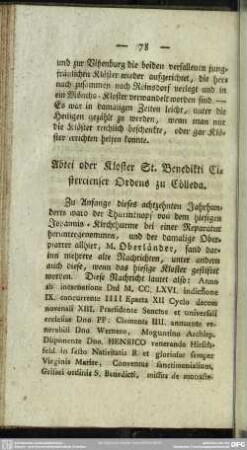 — 78 —
und zur Vitzenburg die beiden verfallenen jung-
fräulichen Klöster wieder aufgerichtet, die her-
nach zusammen nach Reinsdorf verlegt und in
ein Mönchs-Kloster verwandelt worden sind. —
Es war in damaligen Zeiten leicht, unter die
Heiligen gezählt zu werden, wenn man nur
die Klöster reichlich beschenkte, oder gar Klö-
ster errichten helfen konnte.
Abtei oder Kloster St. Benedikti Ci-
stercienser Ordens zu Cölleda.
Zu Anfange dieses achtzehnten Jahrhun-
derts ward der Thurmknopf von dem hiesigen
Johannis-Kirchthurme bei einer Reparatur
heruntergenommen, und der damalige Ober-
pfarrer allhier, M. Oberländer, fand dar-
inn mehrere alte Nachrichten, unter andern
auch diese, wenn das hiesige Kloster gestiftet
worden. Diese Nachricht lautet also: Anno
ab incarnatione Dni M, CC, LXVI. indictione
IX. concurrente IIII Epacta XII Cyclo decem
novenali XIII. Praesidente Sanctae et universali
ecclesiae Dno PP: Clemente IIII. annuente ve-
nerabili Dno Wernero, Moguntino Archiep.
Disponente Dno HENRICO venerando Hirsch-
feld. in festo Nativitatis B. et gloriosae semper
Virginis Mariae, Conventus sanctimonialium,
Grisei ordinis S. Benedicti, missus de monaste-